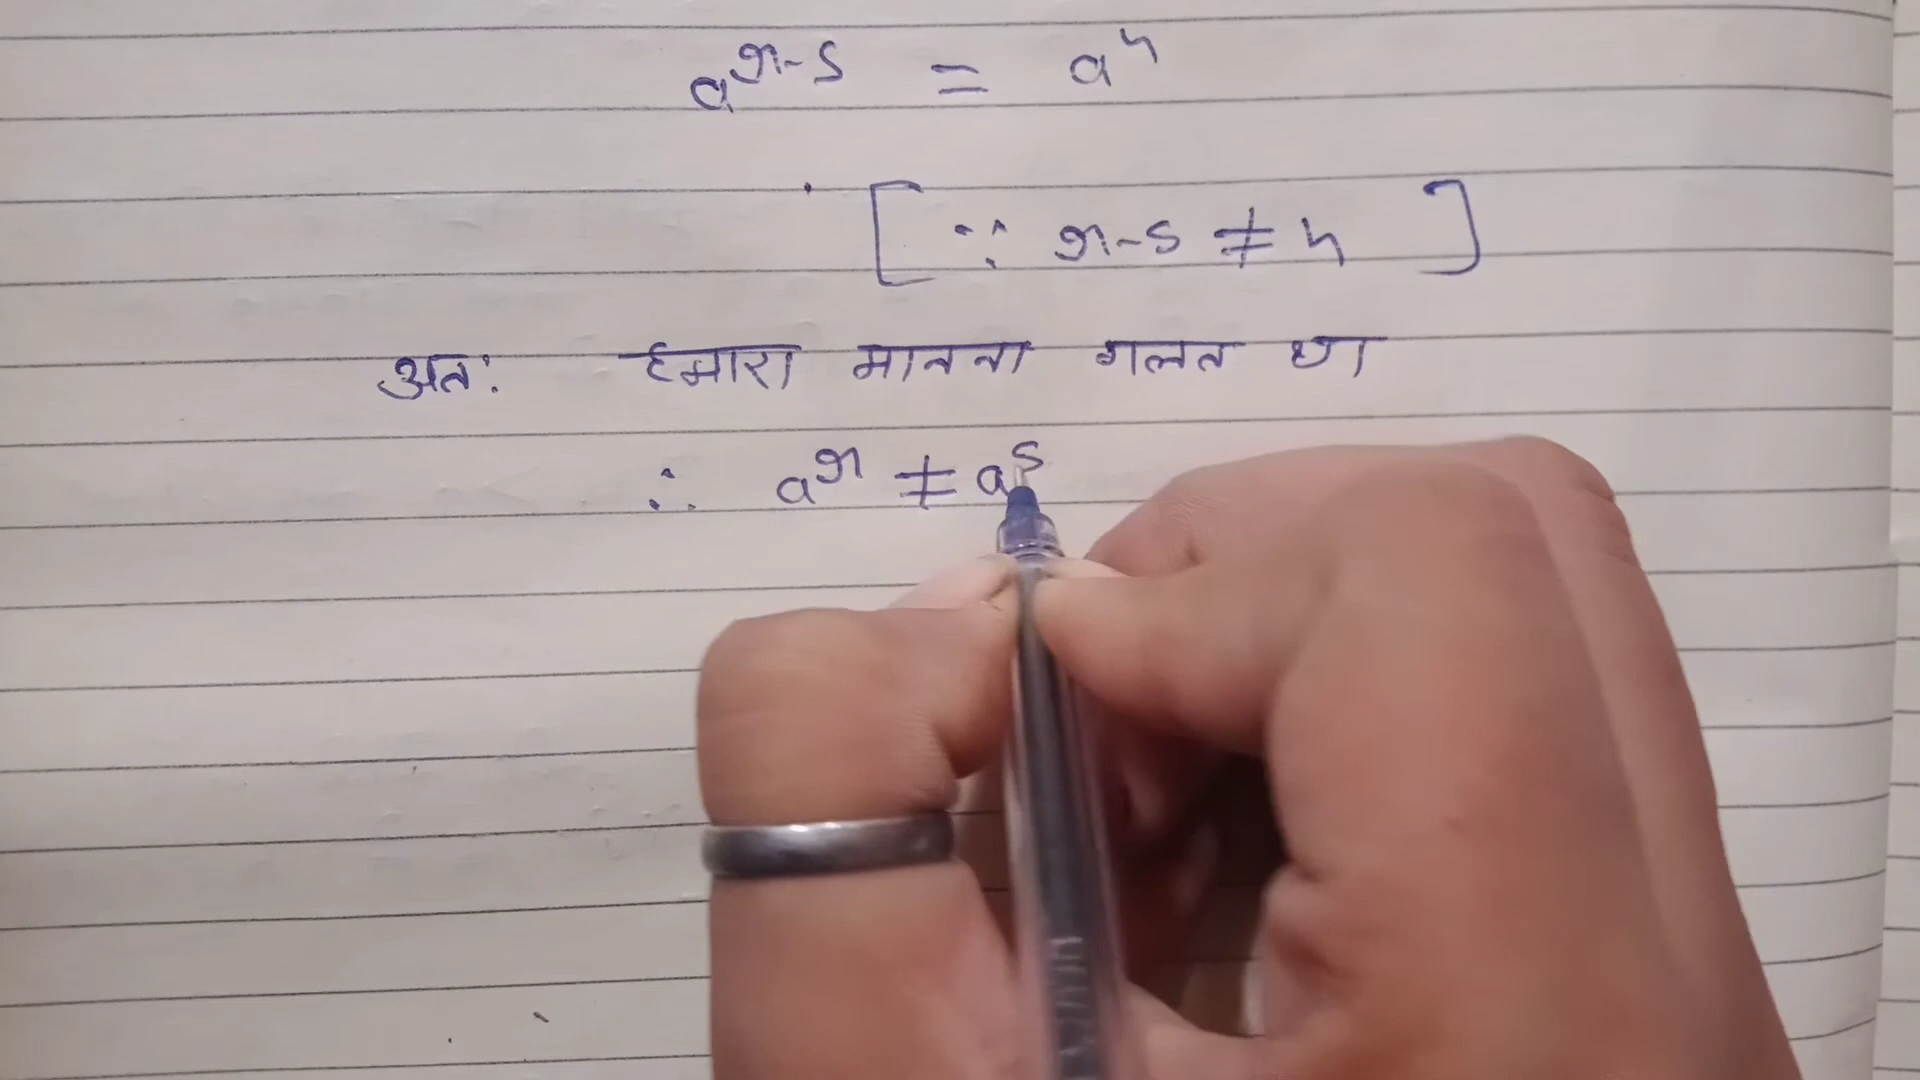 a^{r-s} = a^n
[ ∵ r-s ≠ n ]
अतः हमारा मानना गलत था
∴ a^r ≠ a^s